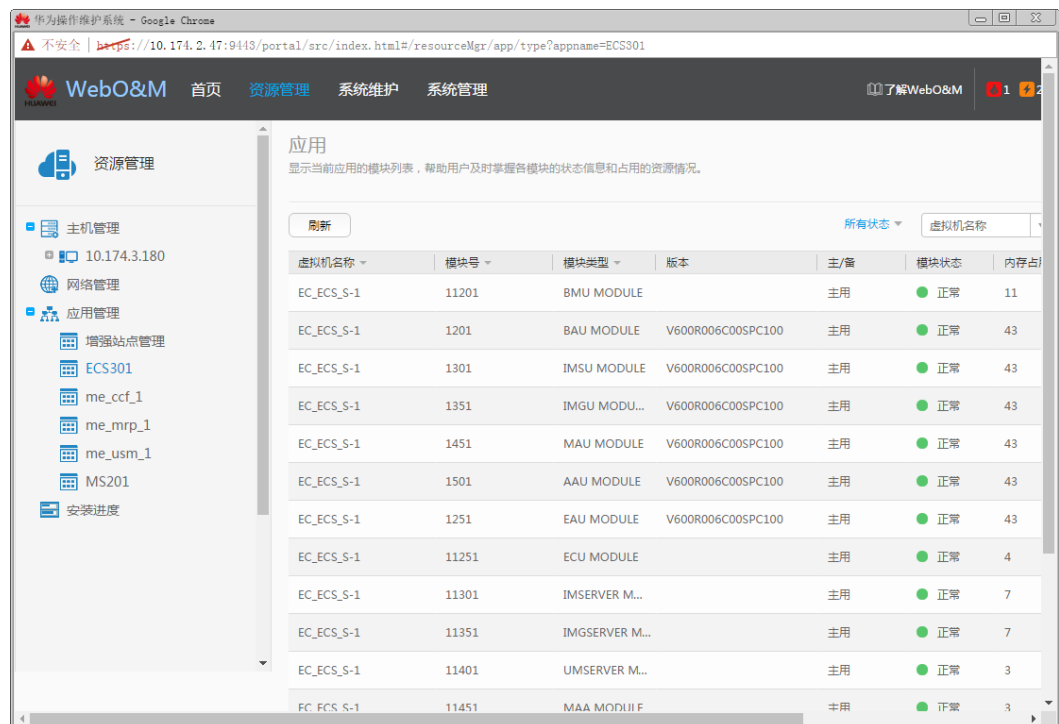 华为操作维护系统 - Google Chrome
不安全 | https://10.174.2.47:9443/portal/src/index.html#/resourceMgr/app/type?appname=ECS301
HUAWEI WebO&M 首页 资源管理 系统维护 系统管理 了解WebO&M 1 2
资源管理
主机管理
10.174.3.180
网络管理
应用管理
增强站点管理
ECS301
me_ccf_1
me_mrp_1
me_usm_1
MS201
安装进度
应用
显示当前应用的模块列表，帮助用户及时掌握各模块的状态信息和占用的资源情况。
刷新 所有状态 虚拟机名称
虚拟机名称 模块号 模块类型 版本 主/备 模块状态 内存占
EC_ECS_S-1 11201 BMU MODULE 主用 正常 11
EC_ECS_S-1 1201 BAU MODULE V600R006C00SPC100 主用 正常 43
EC_ECS_S-1 1301 IMSU MODULE V600R006C00SPC100 主用 正常 43
EC_ECS_S-1 1351 IMGU MODU... V600R006C00SPC100 主用 正常 43
EC_ECS_S-1 1451 MAU MODULE V600R006C00SPC100 主用 正常 43
EC_ECS_S-1 1501 AAU MODULE V600R006C00SPC100 主用 正常 43
EC_ECS_S-1 1251 EAU MODULE V600R006C00SPC100 主用 正常 43
EC_ECS_S-1 11251 ECU MODULE 主用 正常 4
EC_ECS_S-1 11301 IMSERVER M... 主用 正常 7
EC_ECS_S-1 11351 IMGSERVER M... 主用 正常 7
EC_ECS_S-1 11401 UMSERVER M... 主用 正常 3
EC_ECS_S-1 11451 MAA MODULE 主用 正常 3